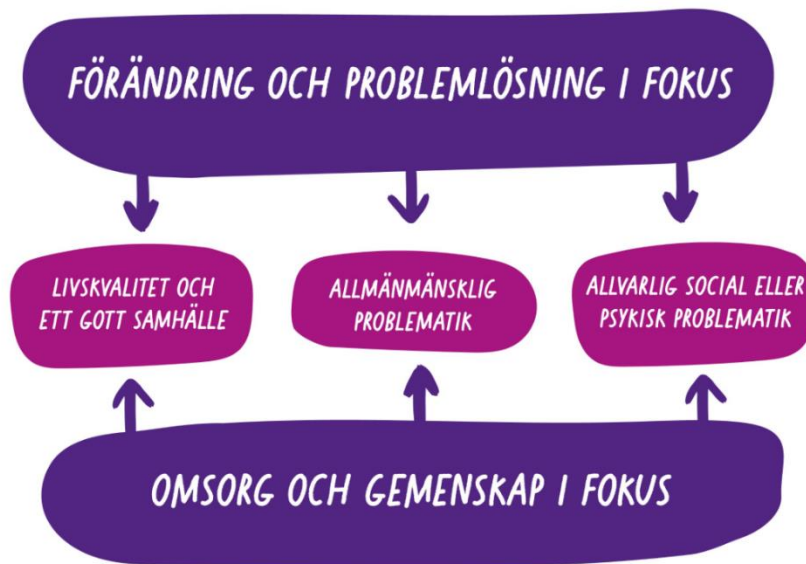 FÖRÄNDRING OCH PROBLEMLÖSNING I FOKUS
LIVSKVALITET OCH
ETT GOTT SAMHÄLLE
ALLMÄNMÄNSKLIG
PROBLEMATIK
ALLVARLIG SOCIAL ELLER
PSYKISK PROBLEMATIK
OMSORG OCH GEMENSKAP I FOKUS